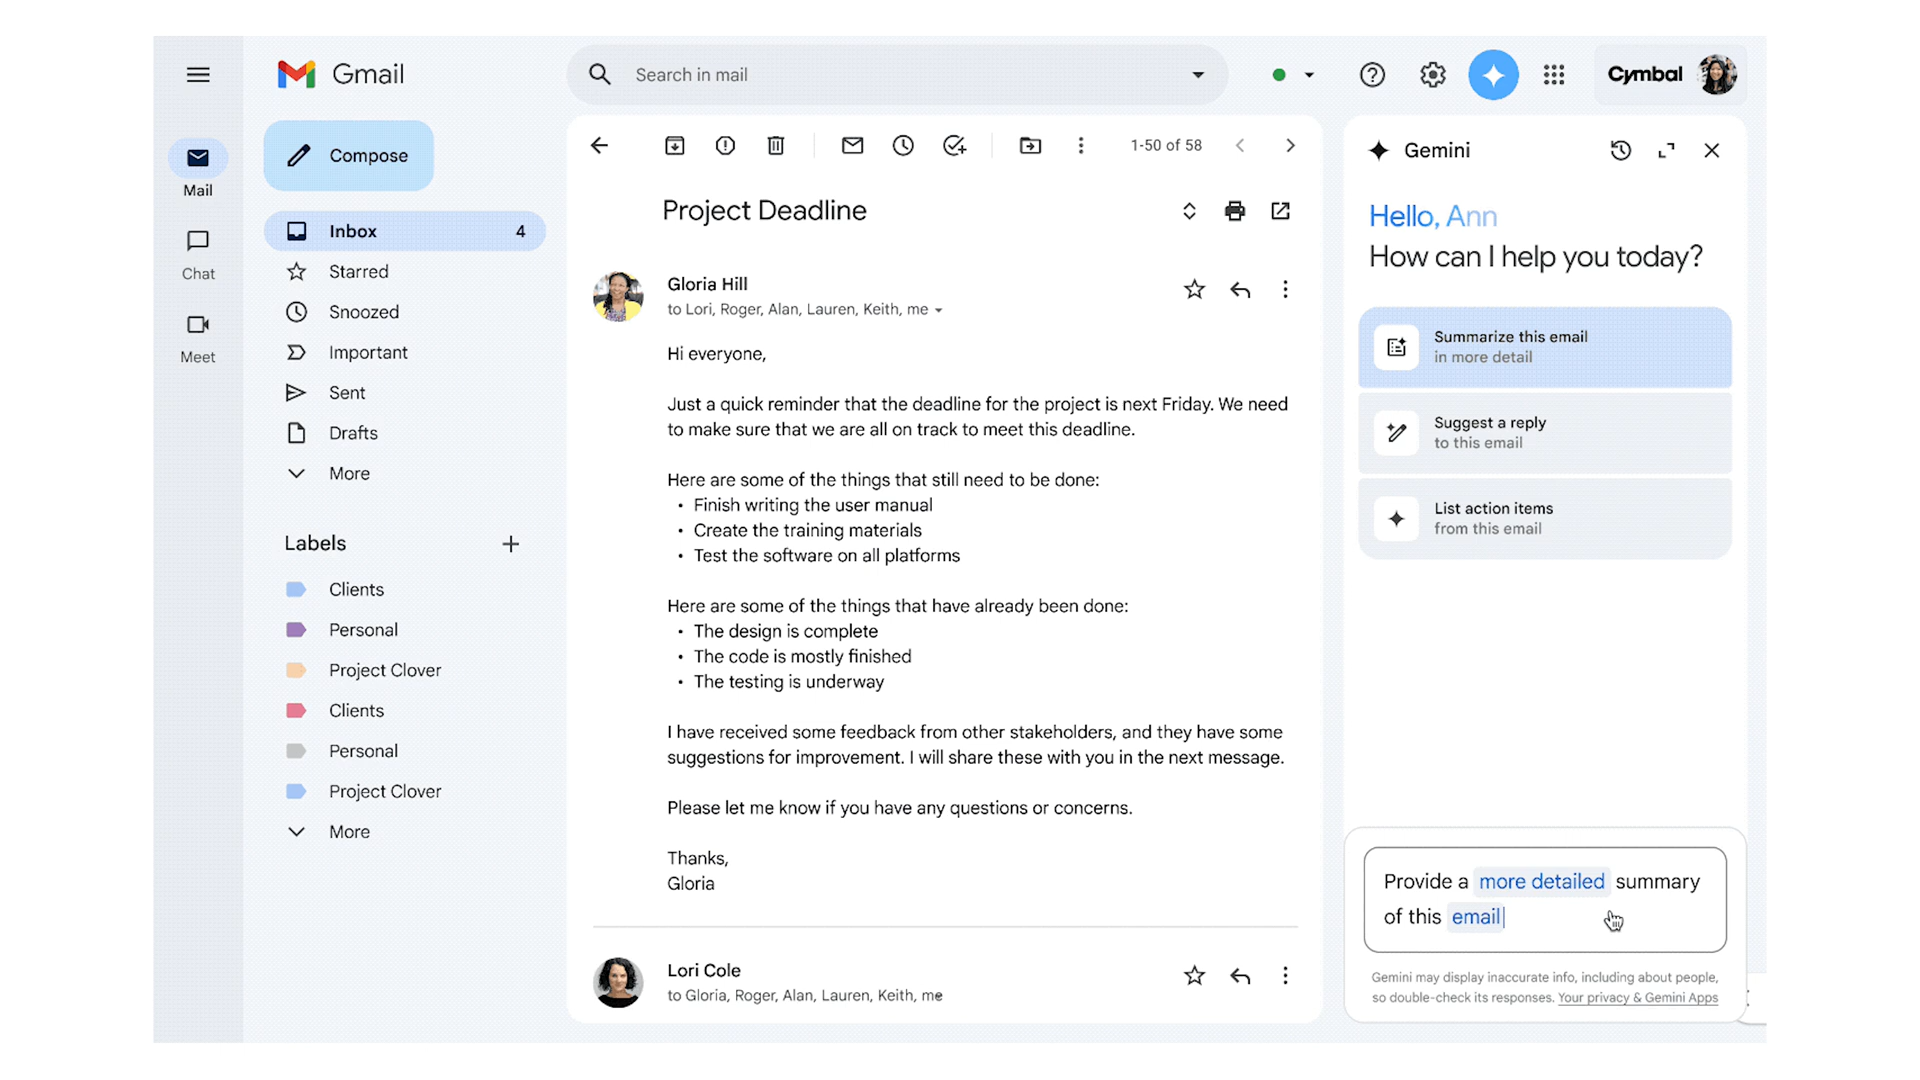 Gmail
Search in mail
Cymbal
Mail
Chat
Meet
Compose
Inbox 4
Starred
Snoozed
Important
Sent
Drafts
More
Labels
Clients
Personal
Project Clover
Clients
Personal
Project Clover
More
1-50 of 58
Project Deadline
Gloria Hill
to Lori, Roger, Alan, Lauren, Keith, me
Hi everyone,
Just a quick reminder that the deadline for the project is next Friday. We need
to make sure that we are all on track to meet this deadline.
Here are some of the things that still need to be done:
• Finish writing the user manual
• Create the training materials
• Test the software on all platforms
Here are some of the things that have already been done:
• The design is complete
• The code is mostly finished
• The testing is underway
I have received some feedback from other stakeholders, and they have some
suggestions for improvement. I will share these with you in the next message.
Please let me know if you have any questions or concerns.
Thanks,
Gloria
Lori Cole
to Gloria, Roger, Alan, Lauren, Keith, me
Gemini
Hello, Ann
How can I help you today?
Summarize this email
in more detail
Suggest a reply
to this email
List action items
from this email
Provide a more detailed summary
of this email
Gemini may display inaccurate info, including about people,
so double-check its responses. Your privacy & Gemini Apps